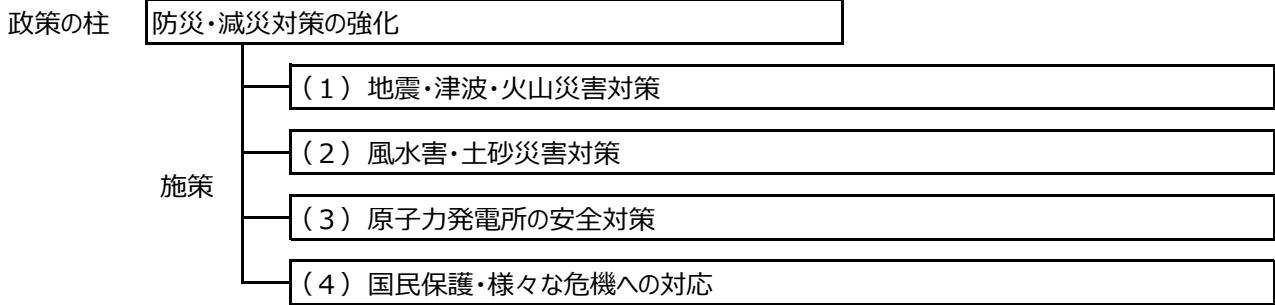 政策の柱 防災・減災対策の強化
（１）地震・津波・火山災害対策
（２）風水害・土砂災害対策
施策
（３）原子力発電所の安全対策
（４）国民保護・様々な危機への対応